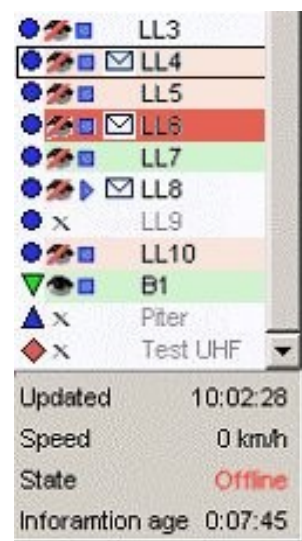 LL3
LL4
LL5
LL6
LL7
LL8
LL9
LL10
B1
Piter
Test UHF
Updated 10:02:28
Speed 0 km/h
State Offline
Inforamtion age 0:07:45